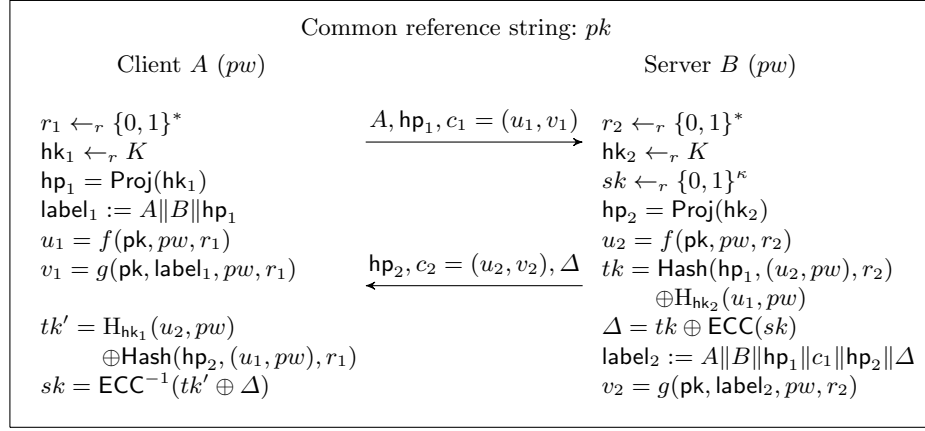 Common reference string: pk
Client A (pw)
Server B (pw)
r₁ ←ᵣ {0, 1}*
hk₁ ←ᵣ K
hp₁ = Proj(hk₁)
label₁ := A‖B‖hp₁
u₁ = f(pk, pw, r₁)
v₁ = g(pk, label₁, pw, r₁)
tk′ = H_hk₁(u₂, pw)
⊕Hash(hp₂, (u₁, pw), r₁)
sk = ECC⁻¹(tk′ ⊕ Δ)
A, hp₁, c₁ = (u₁, v₁)
hp₂, c₂ = (u₂, v₂), Δ
r₂ ←ᵣ {0, 1}*
hk₂ ←ᵣ K
sk ←ᵣ {0, 1}^κ
hp₂ = Proj(hk₂)
u₂ = f(pk, pw, r₂)
tk = Hash(hp₁, (u₂, pw), r₂)
⊕H_hk₂(u₁, pw)
Δ = tk ⊕ ECC(sk)
label₂ := A‖B‖hp₁‖c₁‖hp₂‖Δ
v₂ = g(pk, label₂, pw, r₂)